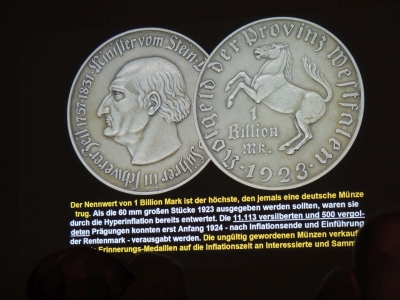 Minister vom Stein
1757-1831
Führer in schwerer Zeit
Notgeld der Provinz Westfalen
1
Billion
Mk.
1923
Der Nennwert von 1 Billion Mark ist der höchste, den jemals eine deutsche Münze
trug. Als die 60 mm großen Stücke 1923 ausgegeben werden sollten, waren sie
durch die Hyperinflation bereits entwertet. Die 11.113 versilberten und 500 vergol-
deten Prägungen konnten erst Anfang 1924 - nach Inflationsende und Einführung
der Rentenmark - verausgabt werden. Die ungültig gewordenen Münzen verkauf
Erinnerungs-Medaillen auf die Inflationszeit an Interessierte und Samm